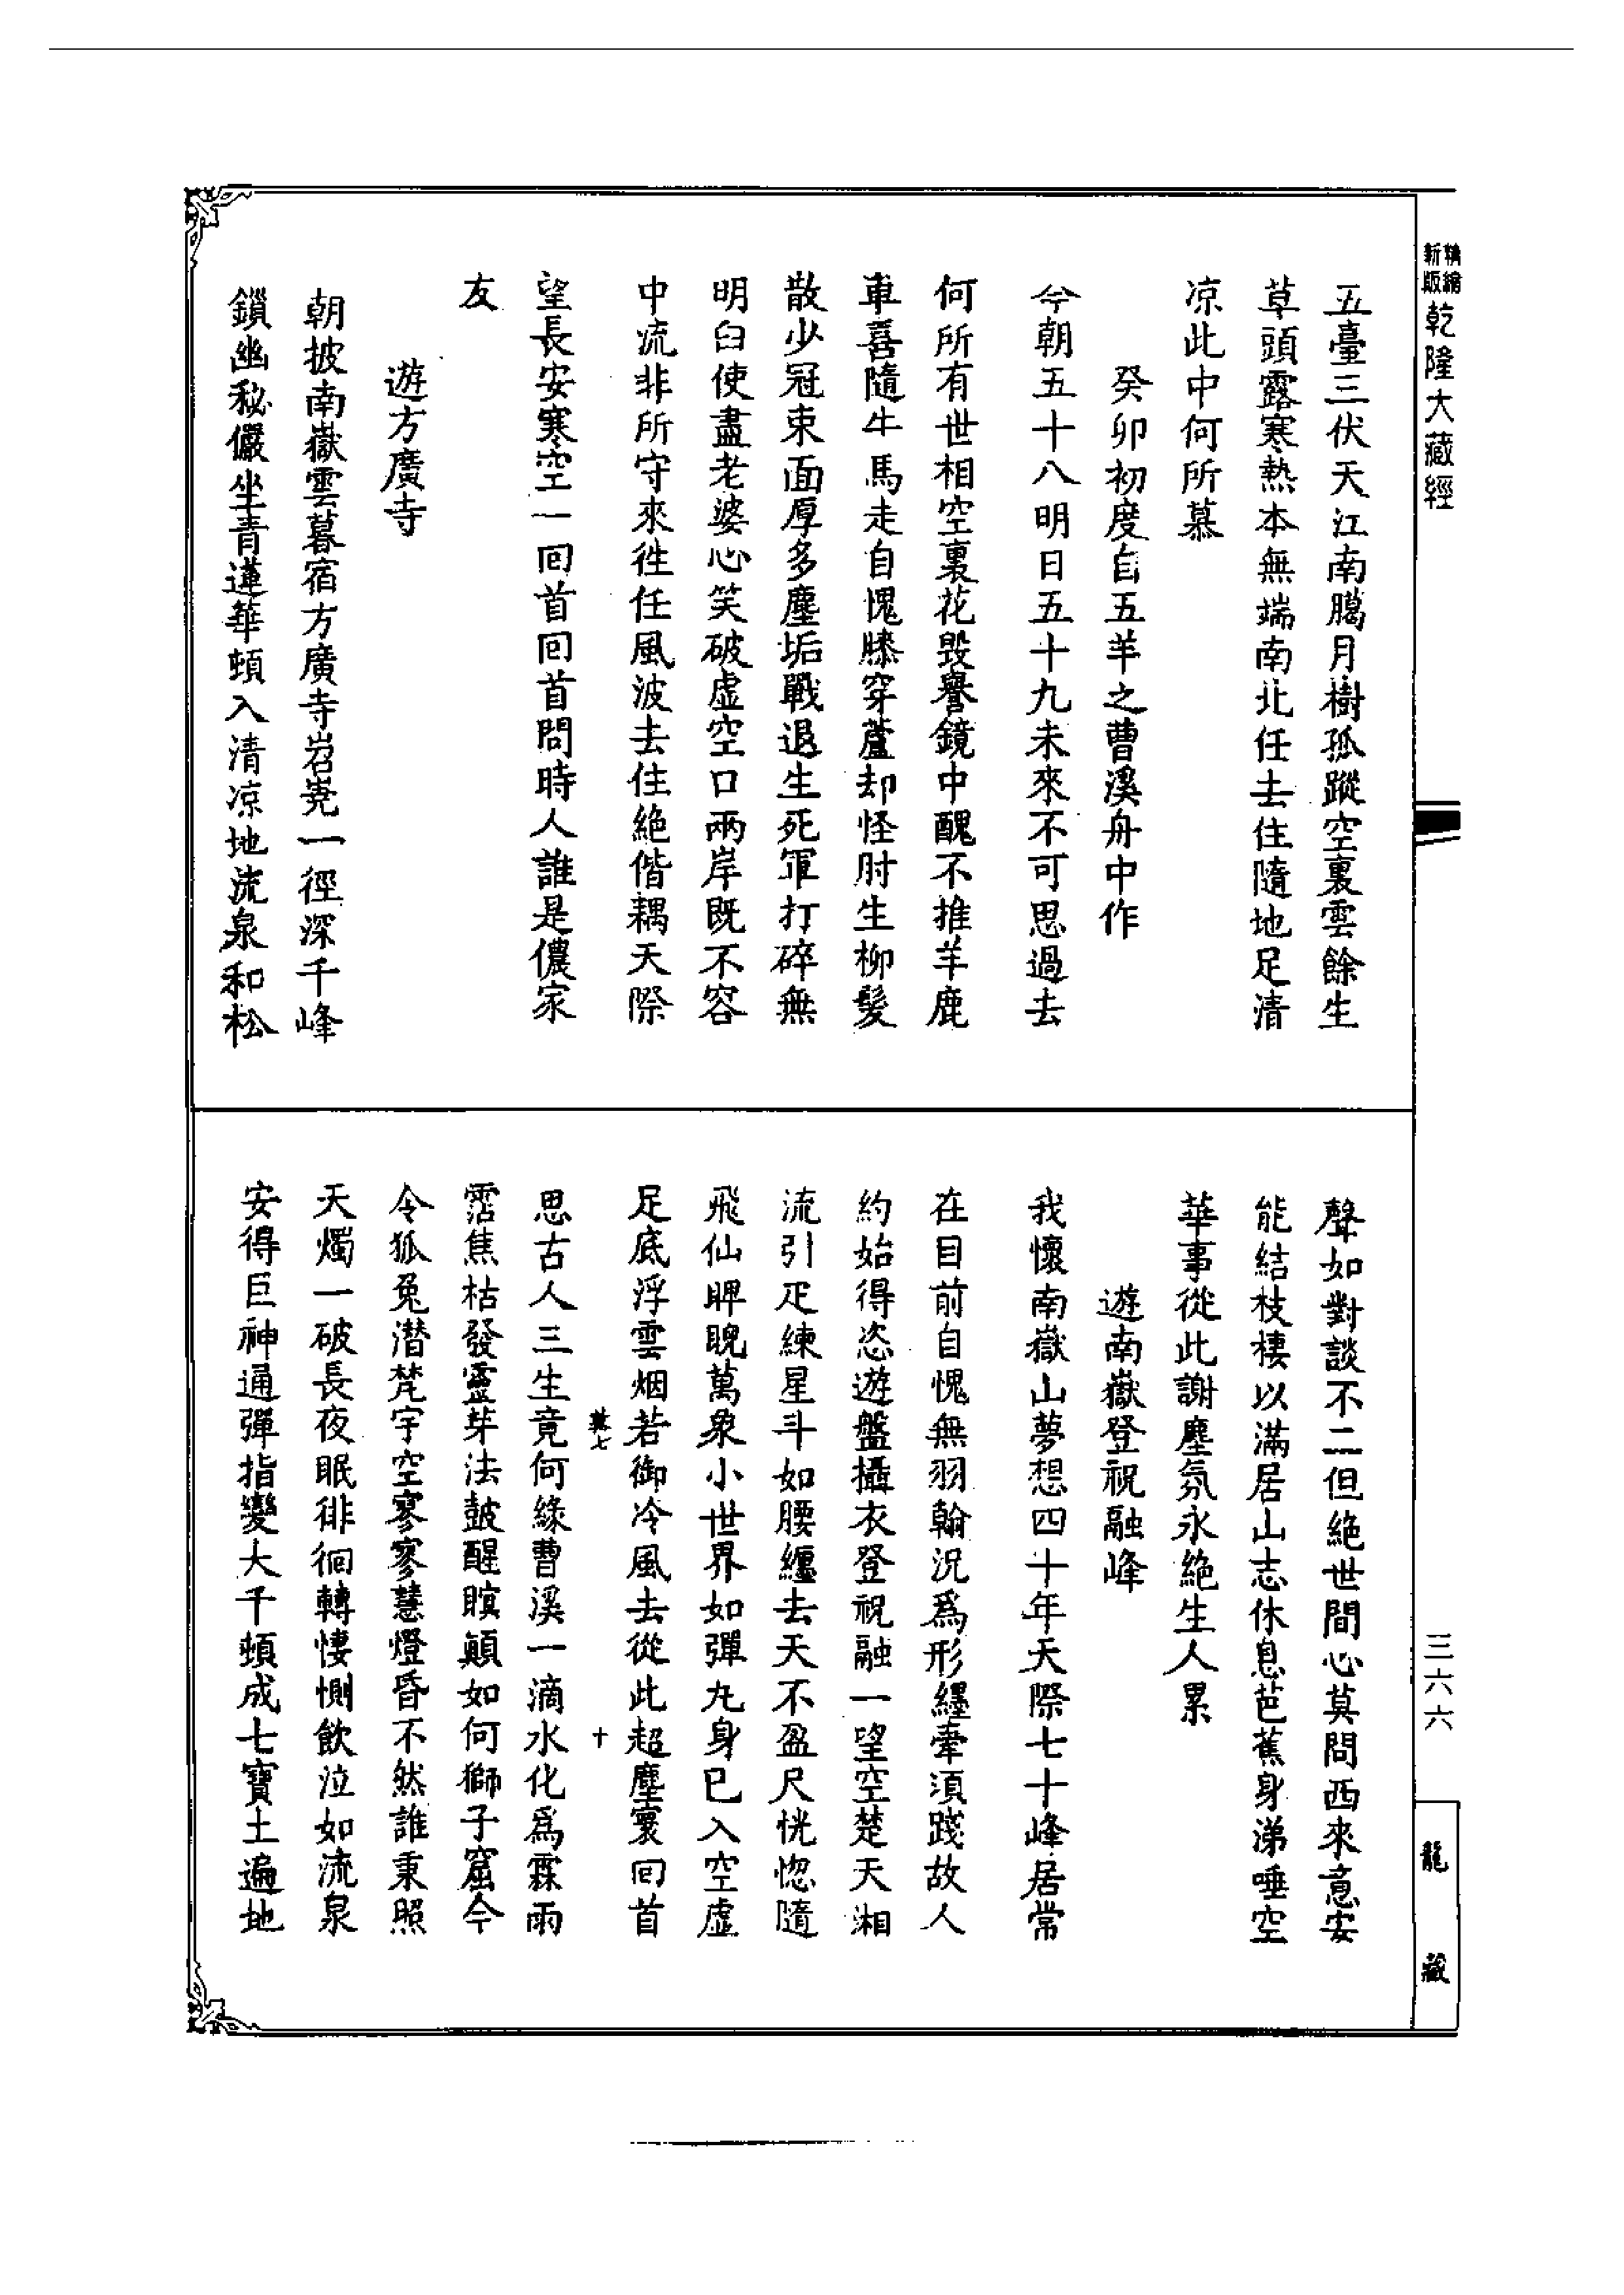 新版
精編
乾隆大藏經
三六六
龍藏
五臺三伏天江南臈月樹孤蹤空裏雲餘生
草頭露寒熱本無端南北任去住隨地足清
凉此中何所慕
癸卯初度自五羊之曹溪舟中作
今朝五十八明日五十九未來不可思過去
何所有世相空裏花毀譽鏡中醜不推羊鹿
車喜隨牛馬走自愧膝穿蘆却怪肘生柳髮
散少冠束面厚多塵垢戰退生死軍打碎無
明臼使盡老婆心笑破虛空口兩岸既不容
中流非所守來徃任風波去住絶偕耦天際
望長安寒空一回首回首問時人誰是儂家
友
遊方廣寺
朝披南嶽雲暮宿方廣寺岧嶤一徑深千峰
鎖幽秘儼坐青蓮華頓入清凉地流泉和松
聲如對談不二但絶世間心莫問西來意安
能結枝棲以滿居山志休息芭蕉身涕唾空
華事從此謝塵氛永絶生人累
遊南嶽登祝融峰
我懷南嶽山夢想四十年天際七十峰居常
在目前自愧無羽翰況爲形纏牽須踐故人
約始得恣遊盤攝衣登祝融一望空楚天湘
流引疋練星斗如腰纏去天不盈尺恍惚隨
飛仙睥睨萬象小世界如彈丸身已入空虛
足底浮雲烟若御冷風去從此超塵寰回首
思古人三生竟何緣曹溪一滴水化爲霖雨
霑焦枯發靈芽法皷醒瞑顛如何獅子窟今
令狐兔潛梵宇空寥寥慧燈昏不然誰秉照
天燭一破長夜眠徘徊轉悽惻飲泣如流泉
安得巨神通彈指變大千頓成七寶土遍地
十